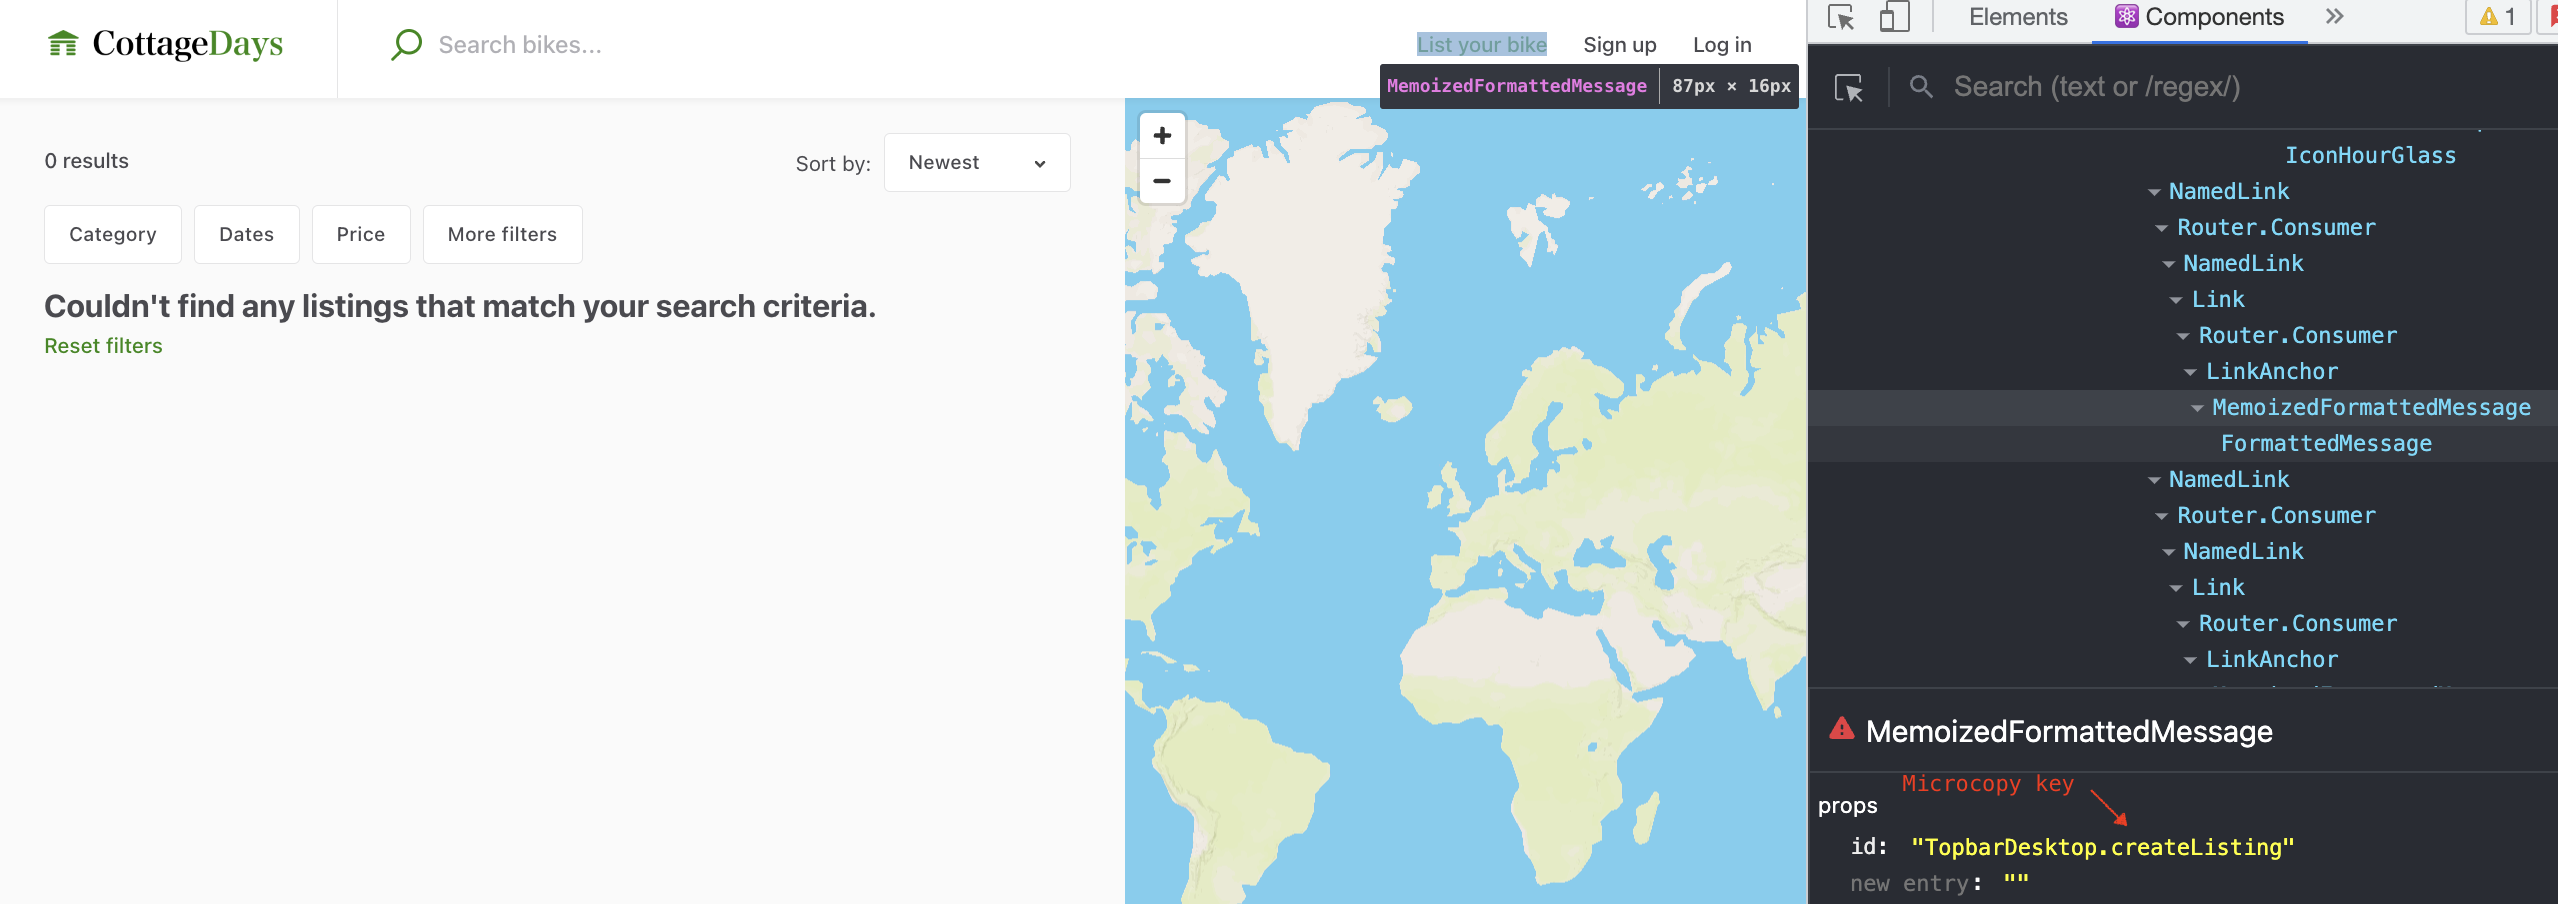 CottageDays
Search bikes...
List your bike
Sign up
Log in
MemoizedFormattedMessage
87px × 16px
0 results
Sort by:
Newest
Category
Dates
Price
More filters
Couldn't find any listings that match your search criteria.
Reset filters
+
−
Elements
Components
1
Search (text or /regex/)
IconHourGlass
NamedLink
Router.Consumer
NamedLink
Link
Router.Consumer
LinkAnchor
MemoizedFormattedMessage
FormattedMessage
NamedLink
Router.Consumer
NamedLink
Link
Router.Consumer
LinkAnchor
MemoizedFormattedMessage
Microcopy key
props
id: "TopbarDesktop.createListing"
new entry: ""